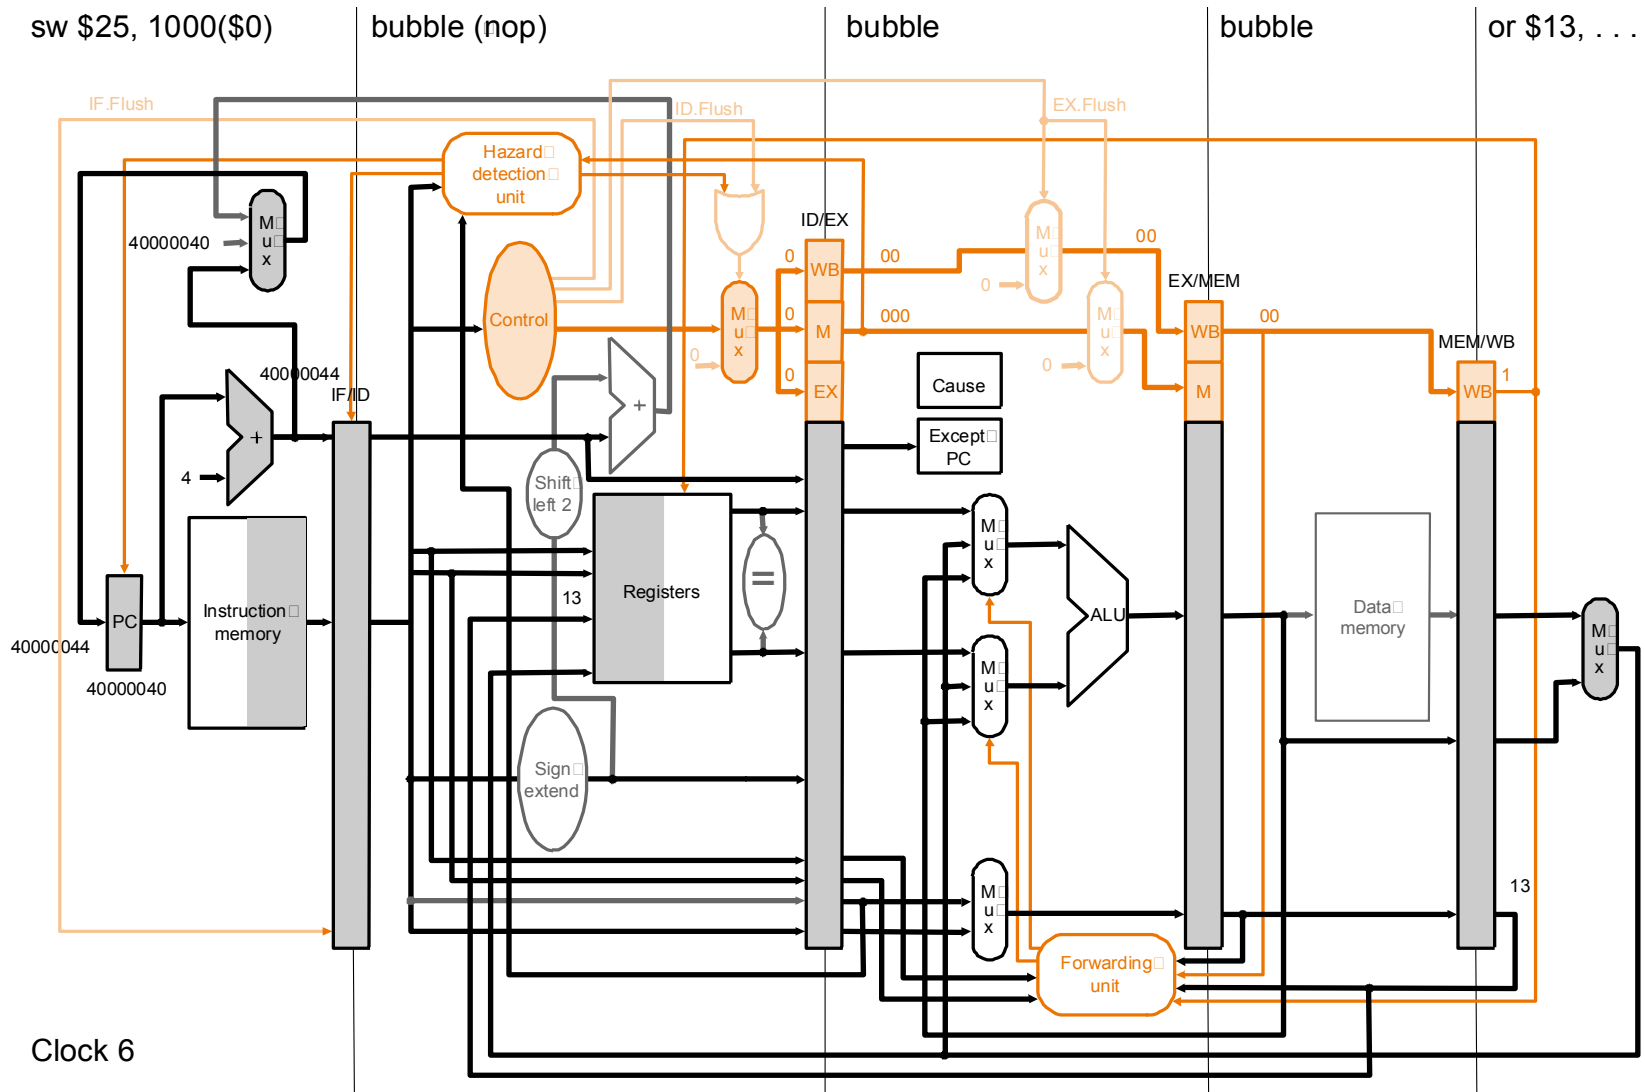 sw $25, 1000($0)
bubble (nop)
bubble
bubble
or $13, . . .
IF.Flush
ID.Flush
EX.Flush
Hazard
detection
unit
M
u
x
40000040
ID/EX
0
WB
00
M
u
x
00
0
EX/MEM
Control
M
u
x
0
0
M
000
M
u
x
0
WB
00
MEM/WB
40000044
IF/ID
0
EX
Cause
M
WB
1
+
+
Except
PC
4
Shift
left 2
M
u
x
=
Registers
13
PC
Instruction
memory
ALU
Data
memory
M
u
x
40000044
40000040
M
u
x
Sign
extend
13
M
u
x
Forwarding
unit
Clock 6